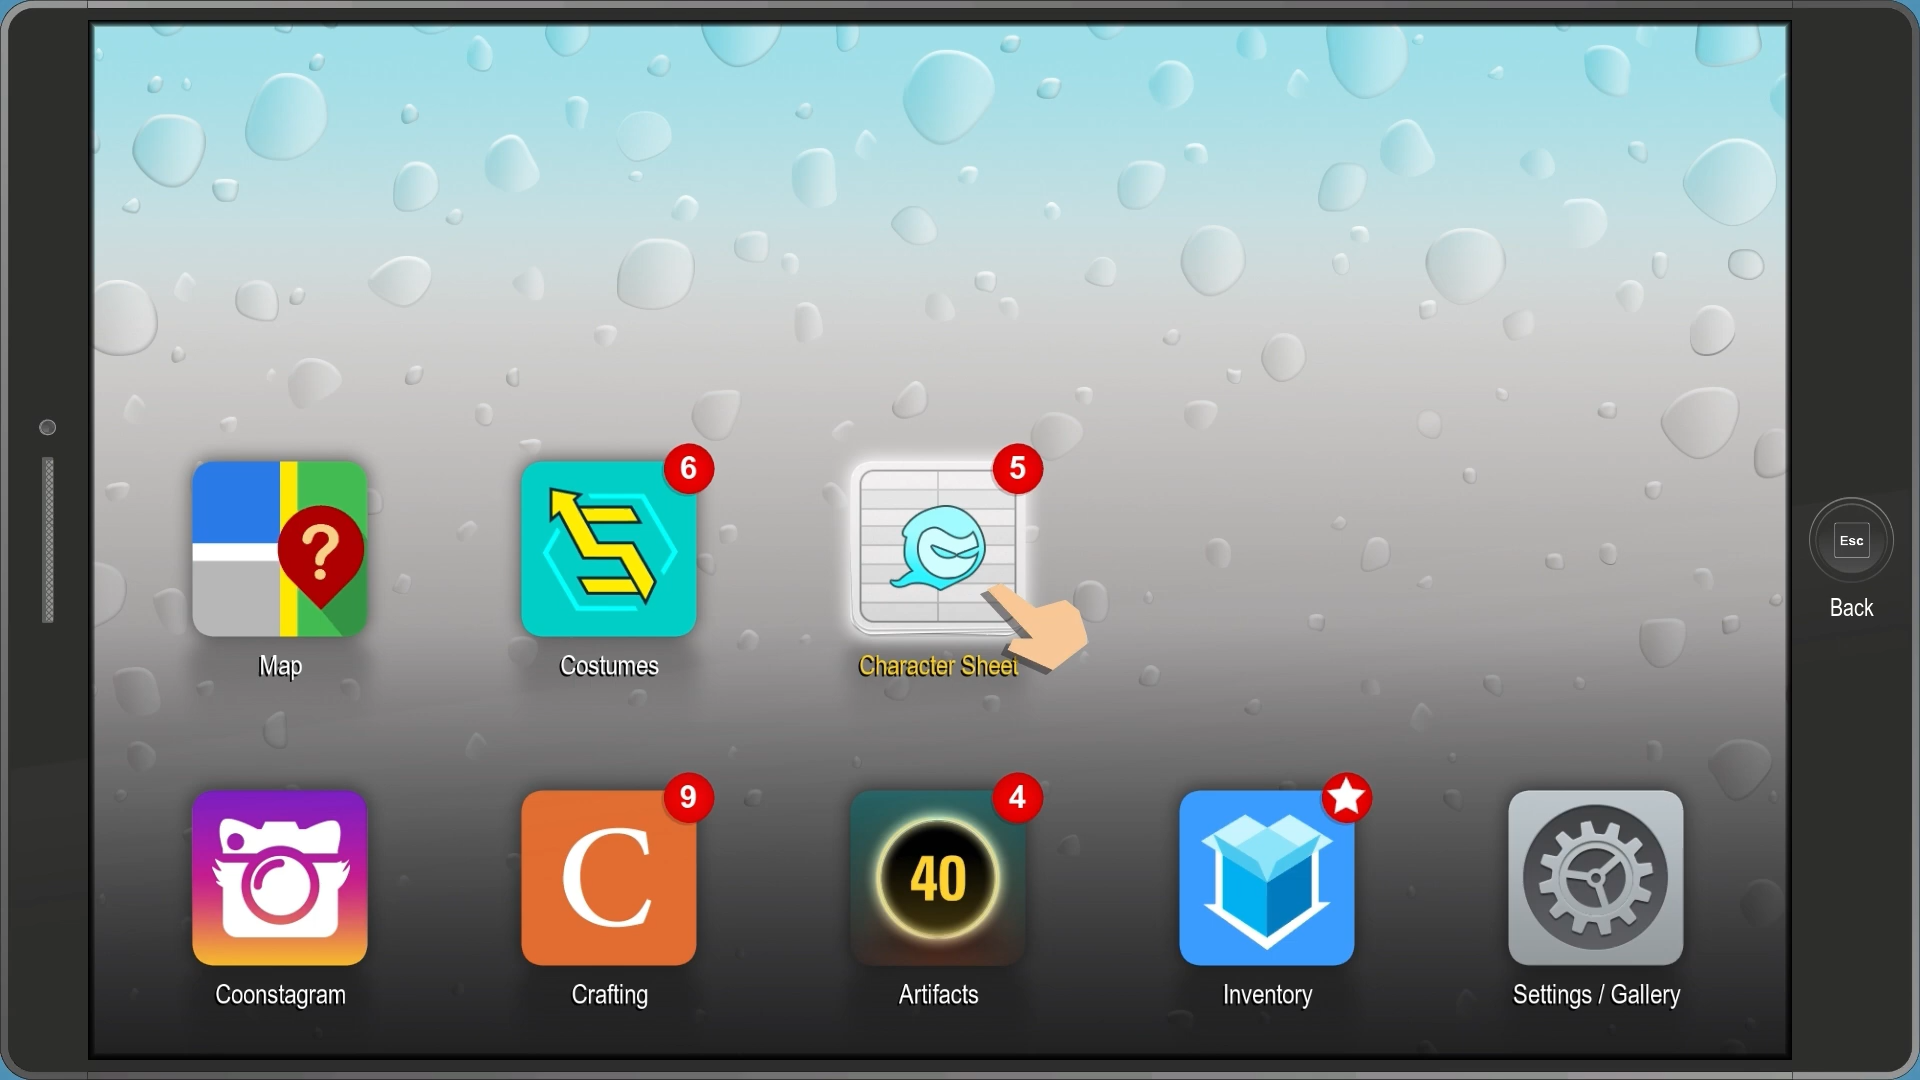 6
5
?
Esc
Back
Map
Costumes
Character Sheet
9
4
C
40
Coonstagram
Crafting
Artifacts
Inventory
Settings / Gallery